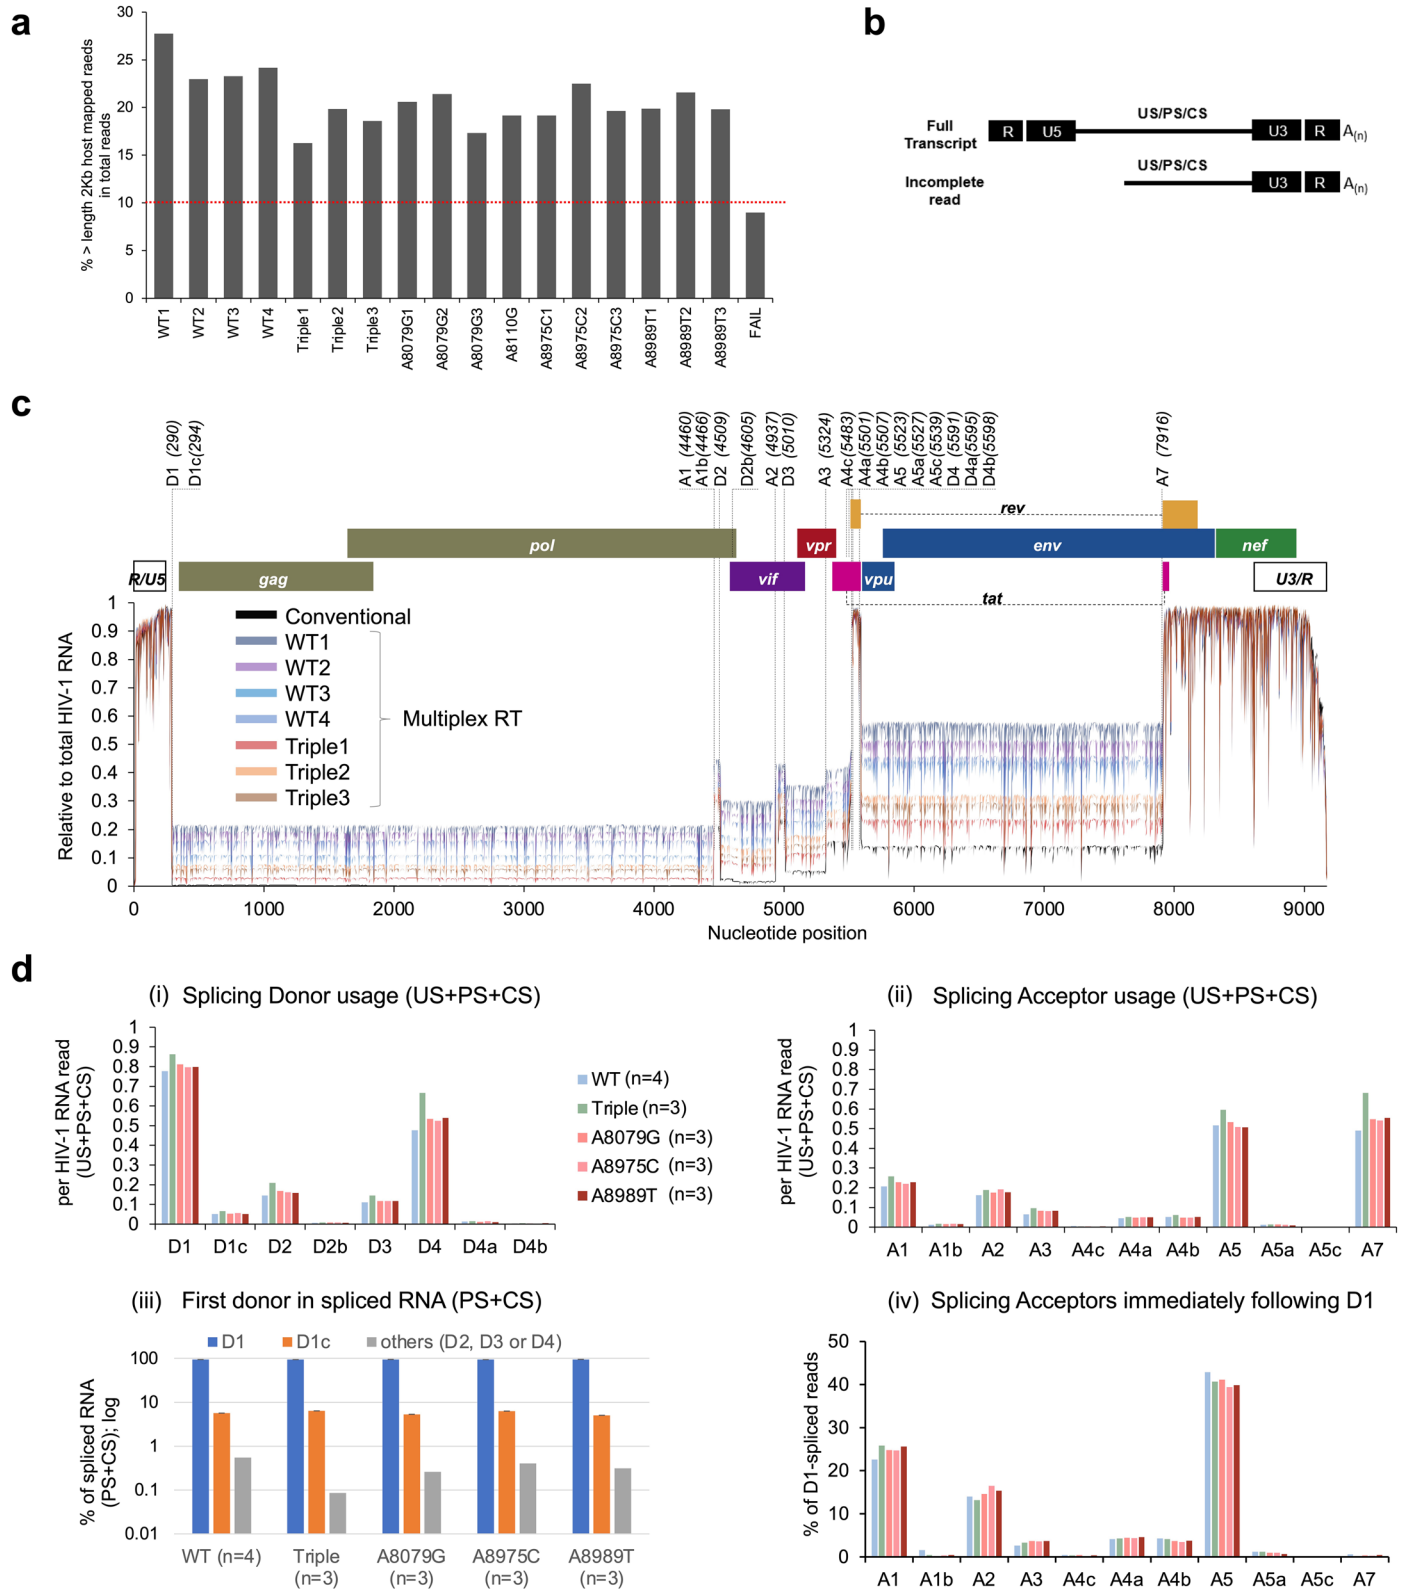 a
% > length 2Kb host mapped raeds
in total reads
30
25
20
15
10
5
0
WT1
WT2
WT3
WT4
Triple1
Triple2
Triple3
A8079G1
A8079G2
A8079G3
A8110G
A8975C1
A8975C2
A8975C3
A8989T1
A8989T2
A8989T3
FAIL
b
Full
Transcript
R
U5
US/PS/CS
U3
R
A(n)
Incomplete
read
US/PS/CS
U3
R
A(n)
c
D1 (290)
D1c(294)
A1 (4460)
A1b(4466)
D2 (4509)
D2b(4605)
A2 (4937)
D3 (5010)
A3 (5324)
A4c(5483)
A4a(5501)
A4b(5507)
A5 (5523)
A5a(5527)
A5c(5539)
D4 (5591)
D4a(5595)
D4b(5598)
A7 (7916)
rev
pol
vpr
env
nef
R/U5
gag
vif
vpu
U3/R
tat
Relative to total HIV-1 RNA
1
0.9
0.8
0.7
0.6
0.5
0.4
0.3
0.2
0.1
0
Conventional
WT1
WT2
WT3
WT4
Triple1
Triple2
Triple3
Multiplex RT
0 1000 2000 3000 4000 5000 6000 7000 8000 9000
Nucleotide position
d
(i) Splicing Donor usage (US+PS+CS)
per HIV-1 RNA read
(US+PS+CS)
1
0.9
0.8
0.7
0.6
0.5
0.4
0.3
0.2
0.1
0
D1 D1c D2 D2b D3 D4 D4a D4b
WT (n=4)
Triple (n=3)
A8079G (n=3)
A8975C (n=3)
A8989T (n=3)
(ii) Splicing Acceptor usage (US+PS+CS)
per HIV-1 RNA read
(US+PS+CS)
1
0.9
0.8
0.7
0.6
0.5
0.4
0.3
0.2
0.1
0
A1 A1b A2 A3 A4c A4a A4b A5 A5a A5c A7
(iii) First donor in spliced RNA (PS+CS)
D1 D1c others (D2, D3 or D4)
% of spliced RNA
(PS+CS); log
100
10
1
0.1
0.01
WT (n=4)
Triple
(n=3)
A8079G
(n=3)
A8975C
(n=3)
A8989T
(n=3)
(iv) Splicing Acceptors immediately following D1
% of D1-spliced reads
50
40
30
20
10
0
A1 A1b A2 A3 A4c A4a A4b A5 A5a A5c A7